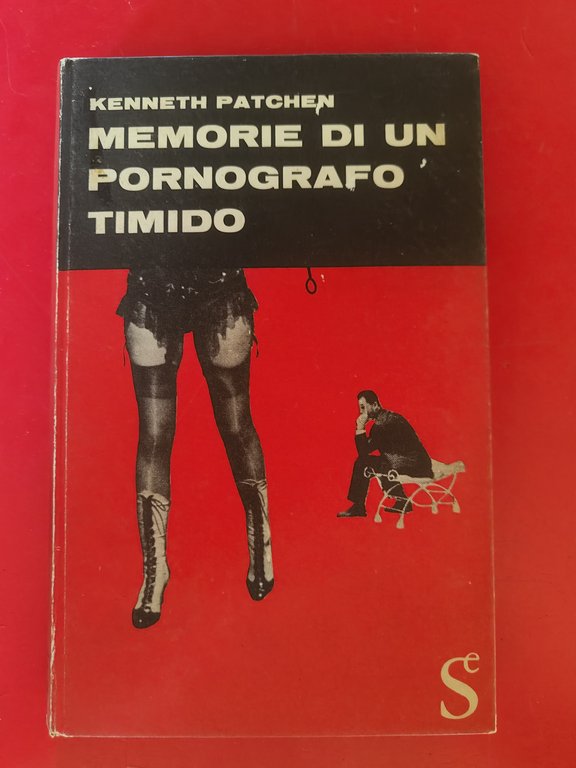 KENNETH PATCHEN
MEMORIE DI UN
PORNOGRAFO
TIMIDO
Se